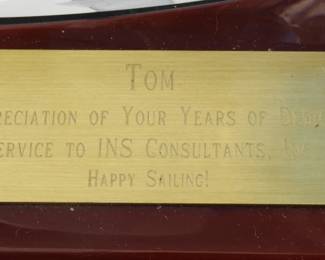 TOM
RECIATION OF YOUR YEARS OF
ERVICE TO INS CONSULTANTS,
HAPPY SAILING!